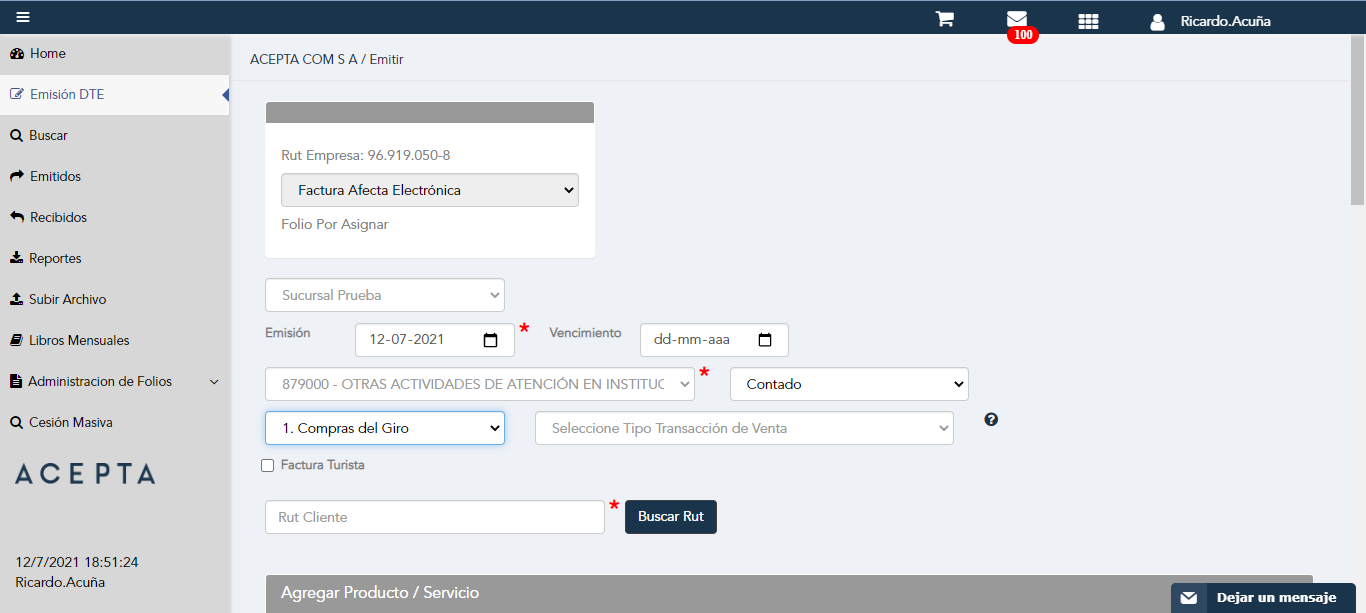 Ricardo.Acuña
100
Home
Emisión DTE
Buscar
Emitidos
Recibidos
Reportes
Subir Archivo
Libros Mensuales
Administracion de Folios
Cesión Masiva
ACEPTA
12/7/2021 18:51:24
Ricardo.Acuña
ACEPTA COM S A / Emitir
Rut Empresa: 96.919.050-8
Factura Afecta Electrónica
Folio Por Asignar
Sucursal Prueba
Emisión 12-07-2021 * Vencimiento dd-mm-aaa
879000 - OTRAS ACTIVIDADES DE ATENCIÓN EN INSTITUC * Contado
1. Compras del Giro Seleccione Tipo Transacción de Venta ?
Factura Turista
Rut Cliente * Buscar Rut
Agregar Producto / Servicio
Dejar un mensaje